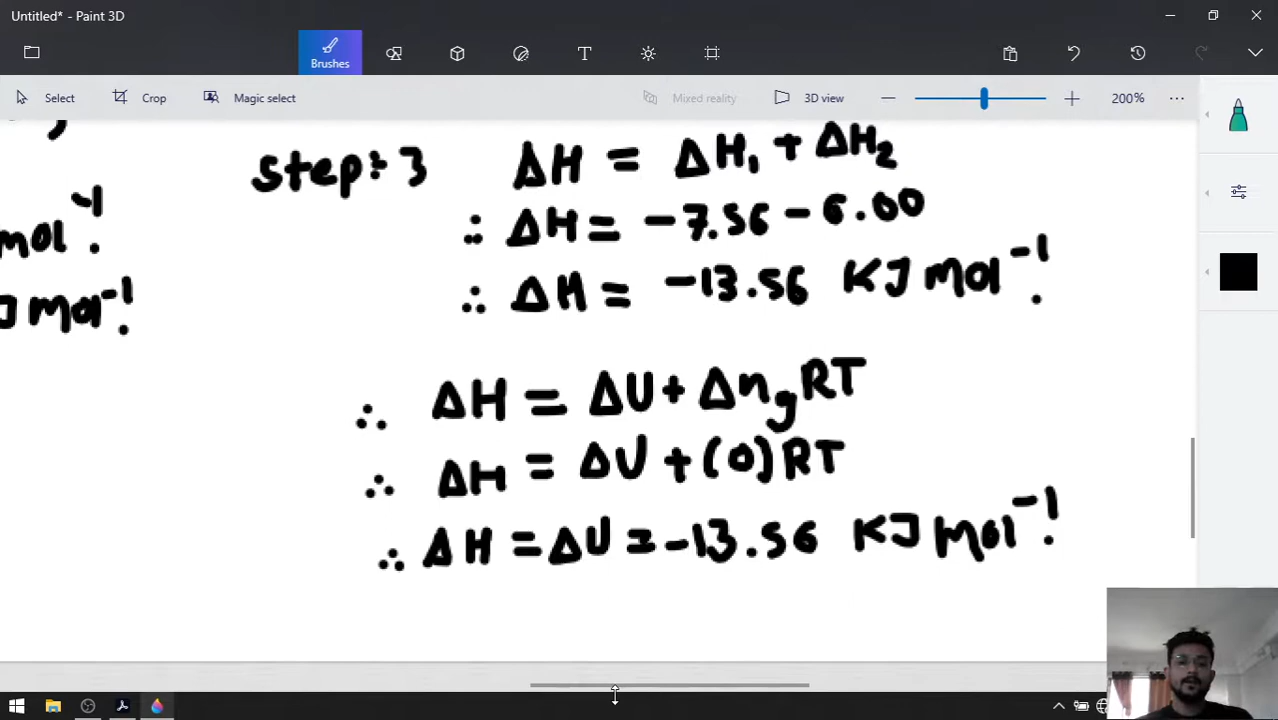 Untitled* - Paint 3D
Brushes
Select
Crop
Magic select
Mixed reality
3D view
200%
step:- 3 ΔH = ΔH₁ + ΔH₂
∴ ΔH = -7.56 - 6.00
mol⁻¹.
∴ ΔH = -13.56 KJ mol⁻¹.
J mol⁻¹.
∴ ΔH = ΔU + Δn_gRT
∴ ΔH = ΔU + (0)RT
∴ ΔH = ΔU = -13.56 KJ mol⁻¹.